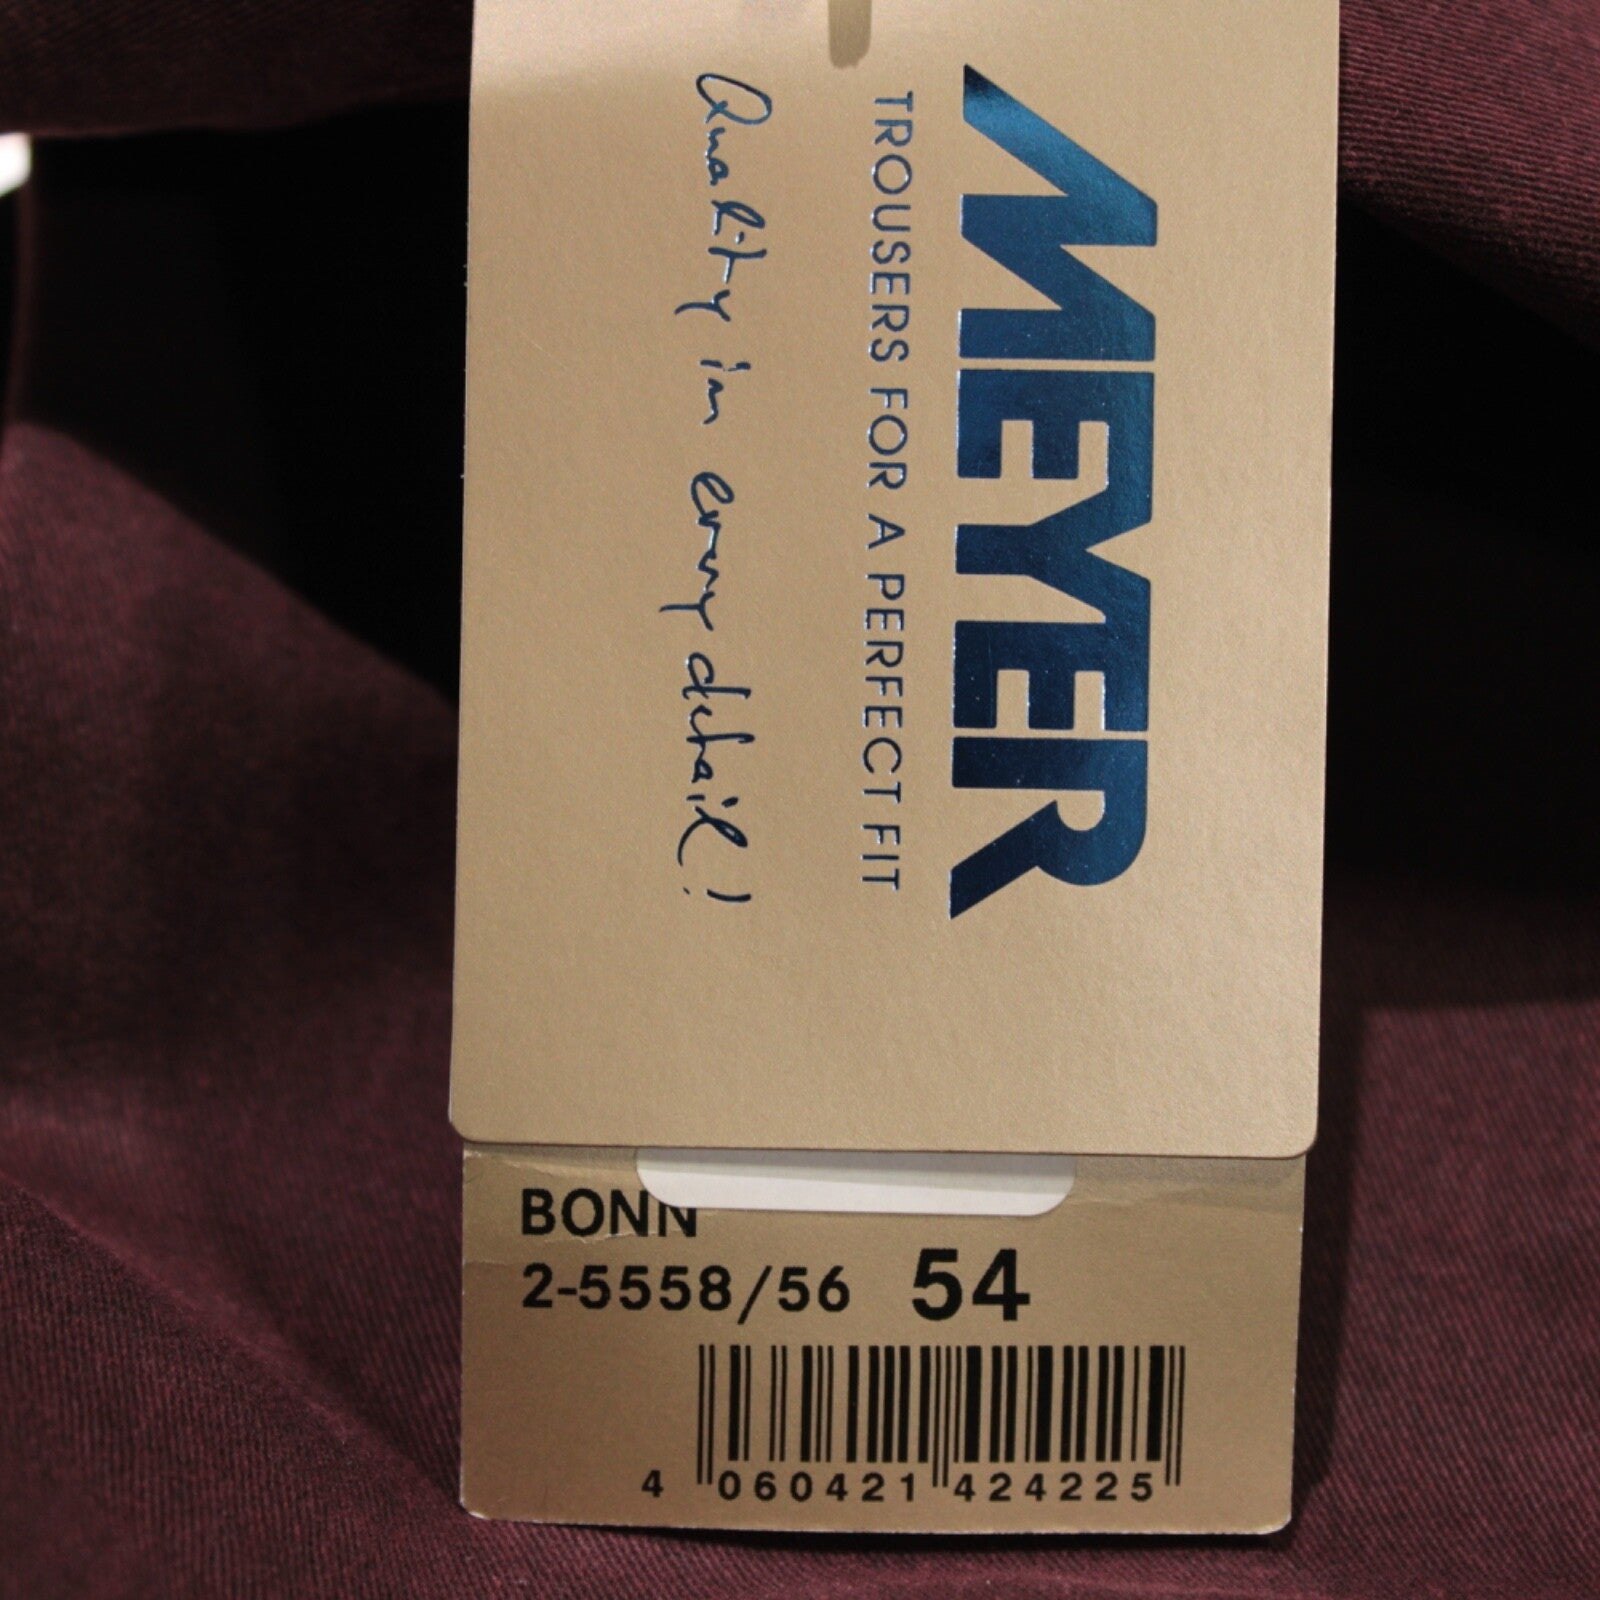 MEYER
TROUSERS FOR A PERFECT FIT
Quality in every detail!
BONN
2-5558/56 54
4 060421 424225